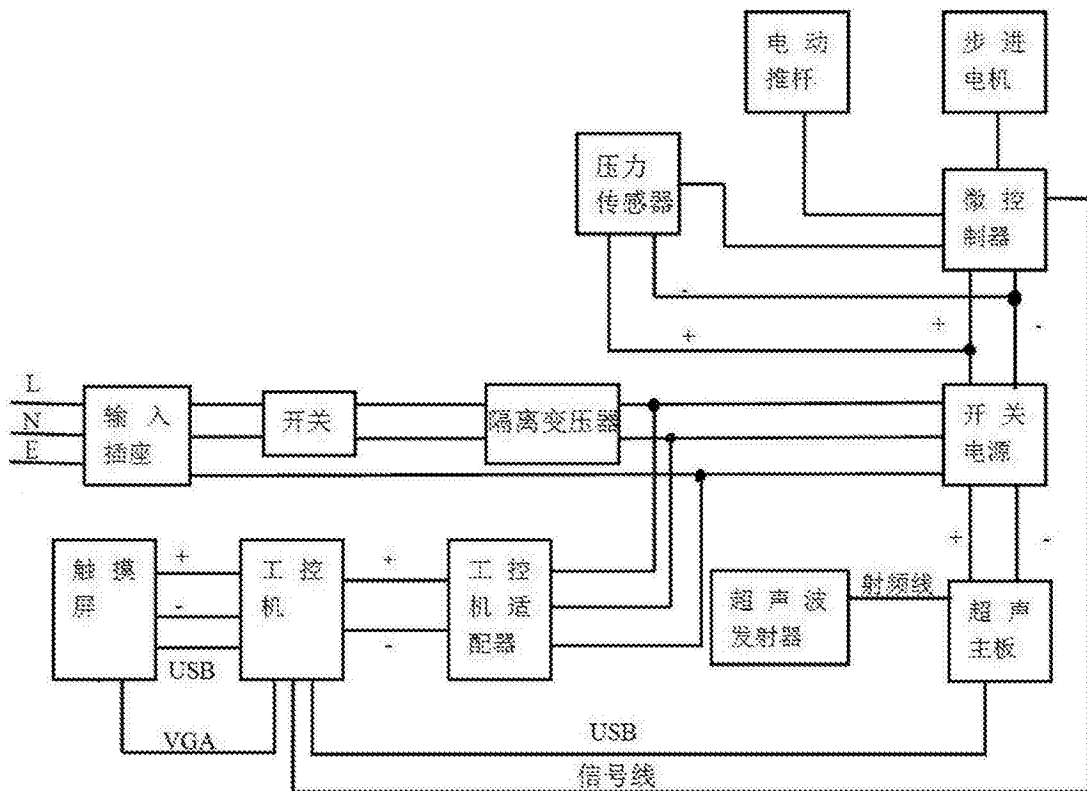 电动
推杆
步进
电机
压力
传感器
微控
制器
-
+
+
-
L
N
E
输入
插座
开关
隔离变压器
开关
电源
触摸
屏
+
-
USB
VGA
工控
机
+
-
工控
机适
配器
超声波
发射器
射频线
+
-
超声
主板
USB
信号线